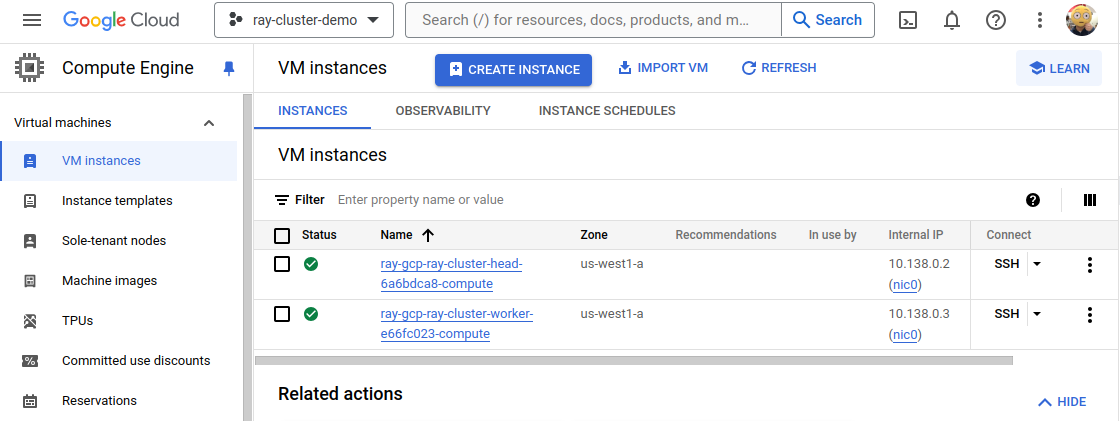 Google Cloud
ray-cluster-demo
Search (/) for resources, docs, products, and m...
Search
Compute Engine
VM instances
CREATE INSTANCE
IMPORT VM
REFRESH
LEARN
Virtual machines
VM instances
Instance templates
Sole-tenant nodes
Machine images
TPUs
Committed use discounts
Reservations
INSTANCES
OBSERVABILITY
INSTANCE SCHEDULES
VM instances
Filter
Enter property name or value
Status
Name
Zone
Recommendations
In use by
Internal IP
Connect
ray-gcp-ray-cluster-head-
6a6bdca8-compute
us-west1-a
10.138.0.2
(nic0)
SSH
ray-gcp-ray-cluster-worker-
e66fc023-compute
us-west1-a
10.138.0.3
(nic0)
SSH
Related actions
HIDE